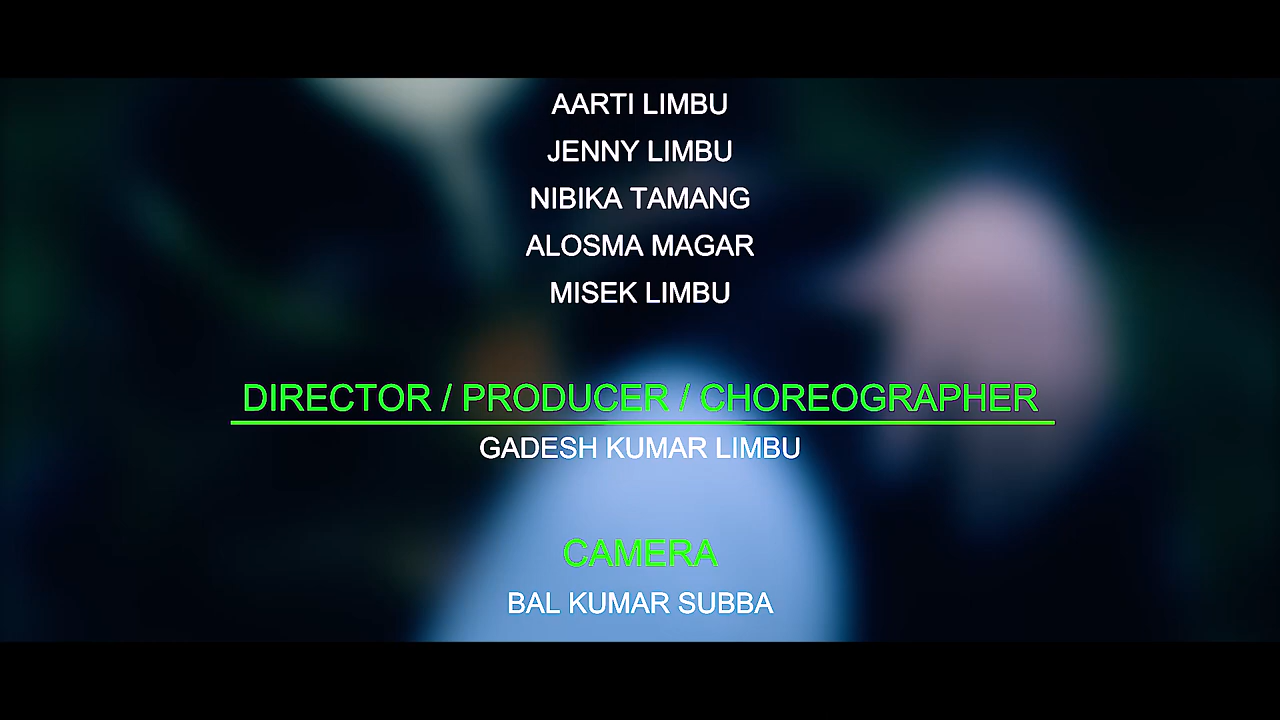 AARTI LIMBU
JENNY LIMBU
NIBIKA TAMANG
ALOSMA MAGAR
MISEK LIMBU
DIRECTOR / PRODUCER / CHOREOGRAPHER
GADESH KUMAR LIMBU
CAMERA
BAL KUMAR SUBBA